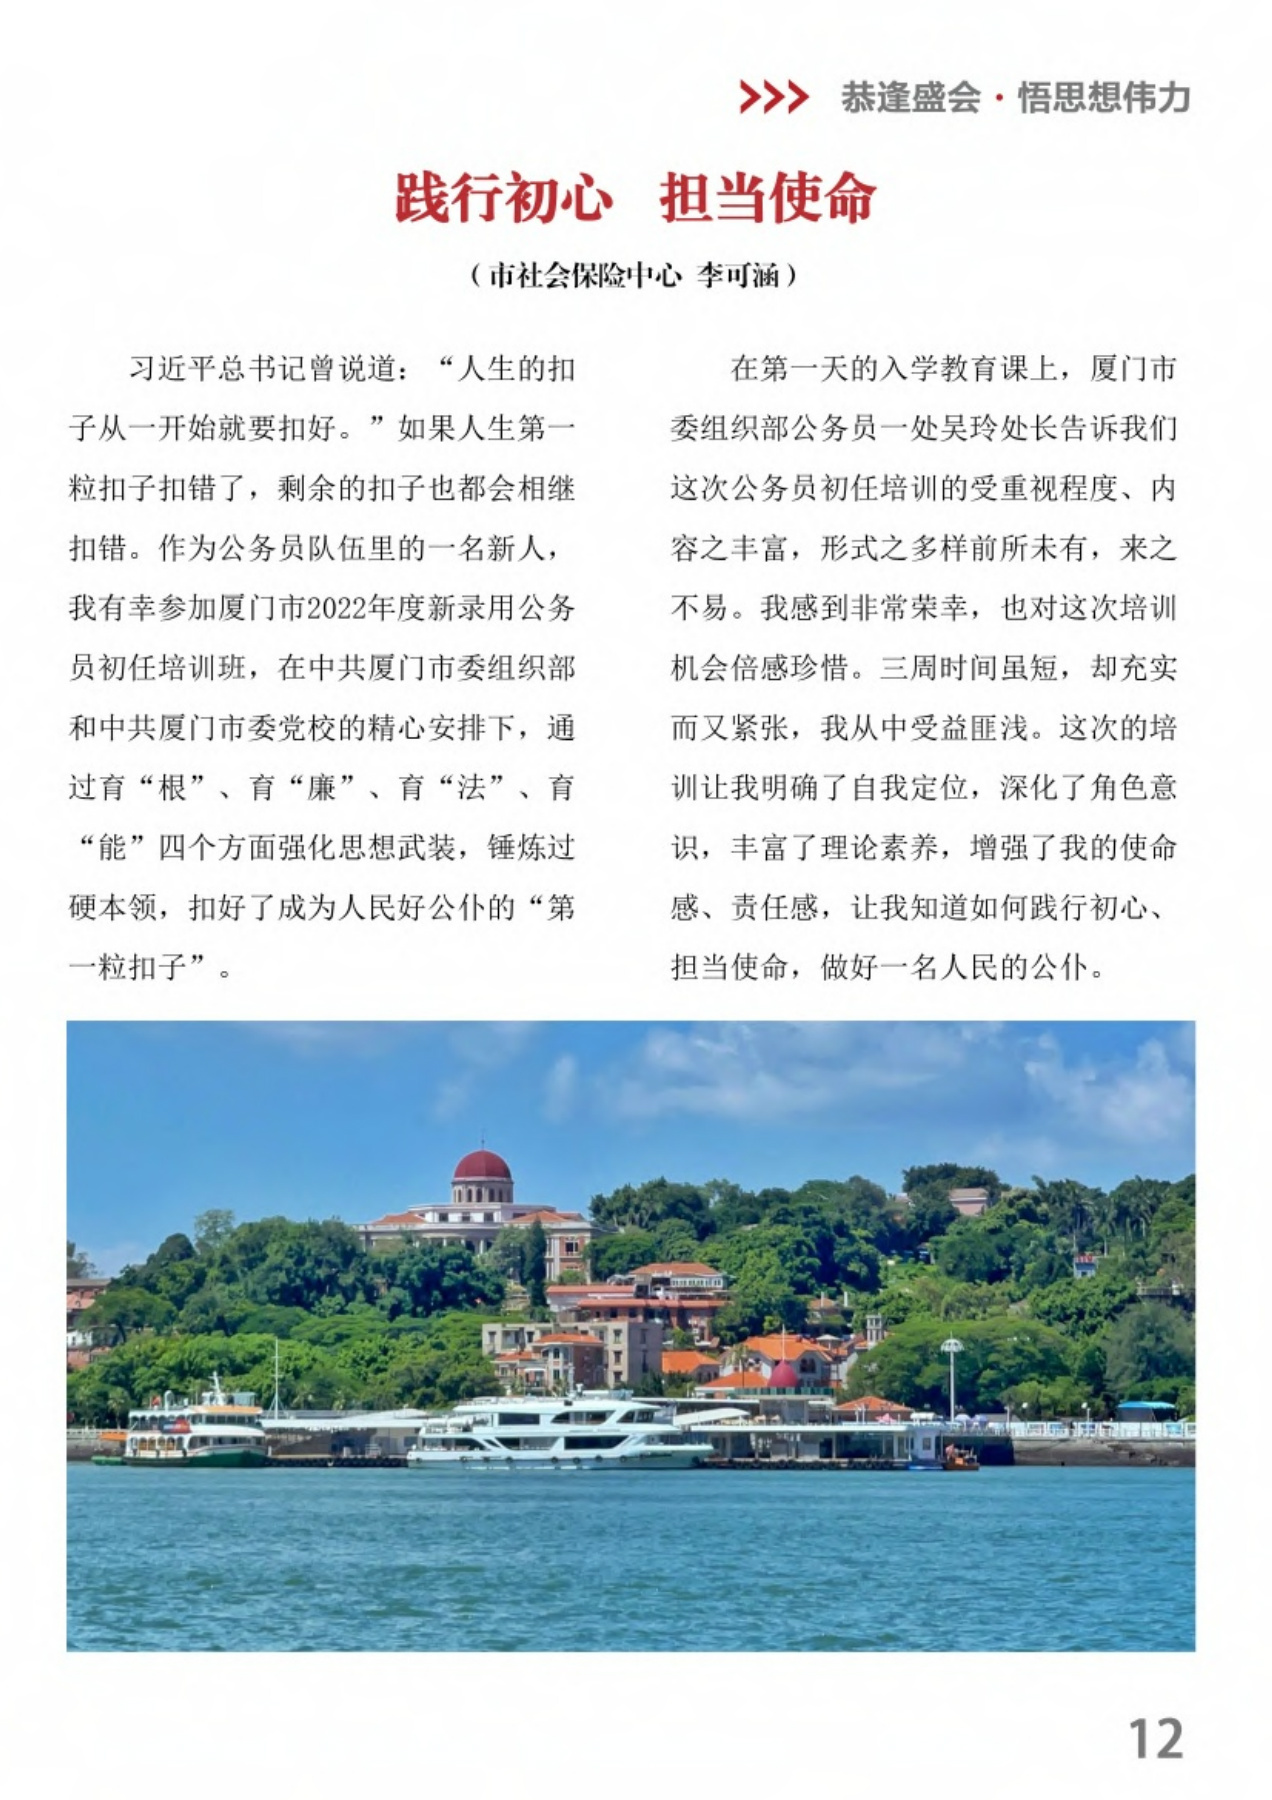 >>> 恭逢盛会·悟思想伟力
践行初心 担当使命
（市社会保险中心 李可涵）
习近平总书记曾说道：“人生的扣
子从一开始就要扣好。”如果人生第一
粒扣子扣错了，剩余的扣子也都会相继
扣错。作为公务员队伍里的一名新人，
我有幸参加厦门市2022年度新录用公务
员初任培训班，在中共厦门市委组织部
和中共厦门市委党校的精心安排下，通
过育“根”、育“廉”、育“法”、育
“能”四个方面强化思想武装，锤炼过
硬本领，扣好了成为人民好公仆的“第
一粒扣子”。
在第一天的入学教育课上，厦门市
委组织部公务员一处吴玲处长告诉我们
这次公务员初任培训的受重视程度、内
容之丰富，形式之多样前所未有，来之
不易。我感到非常荣幸，也对这次培训
机会倍感珍惜。三周时间虽短，却充实
而又紧张，我从中受益匪浅。这次的培
训让我明确了自我定位，深化了角色意
识，丰富了理论素养，增强了我的使命
感、责任感，让我知道如何践行初心、
担当使命，做好一名人民的公仆。
12